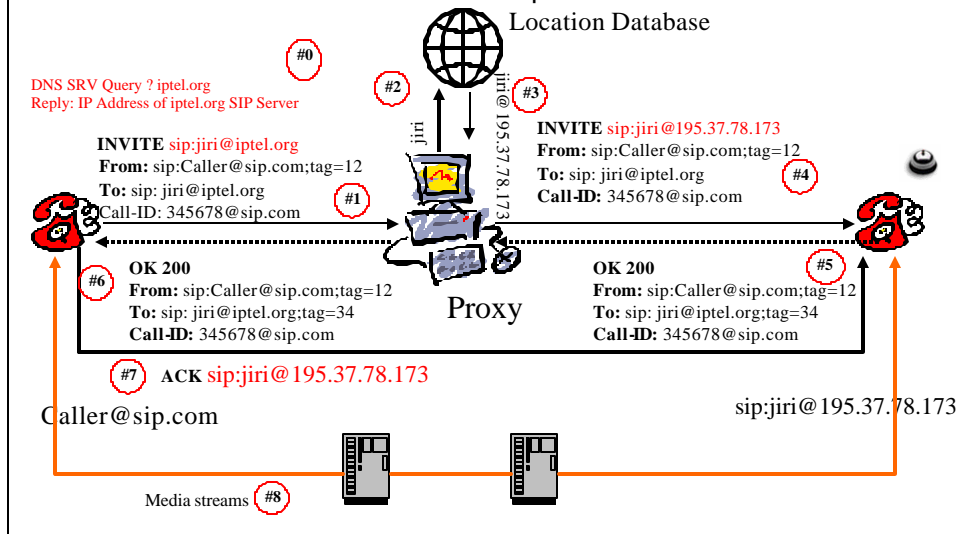 Location Database
#0
DNS SRV Query ? iptel.org
Reply: IP Address of iptel.org SIP Server
#2
#3
jiri
jiri@195.37.78.173
INVITE sip:jiri@iptel.org
From: sip:Caller@sip.com;tag=12
To: sip: jiri@iptel.org
Call-ID: 345678@sip.com
#1
INVITE sip:jiri@195.37.78.173
From: sip:Caller@sip.com;tag=12
To: sip: jiri@iptel.org
Call-ID: 345678@sip.com
#4
#6
OK 200
From: sip:Caller@sip.com;tag=12
To: sip: jiri@iptel.org;tag=34
Call-ID: 345678@sip.com
Proxy
OK 200
From: sip:Caller@sip.com;tag=12
To: sip: jiri@iptel.org;tag=34
Call-ID: 345678@sip.com
#5
#7
ACK sip:jiri@195.37.78.173
Caller@sip.com
sip:jiri@195.37.78.173
Media streams #8